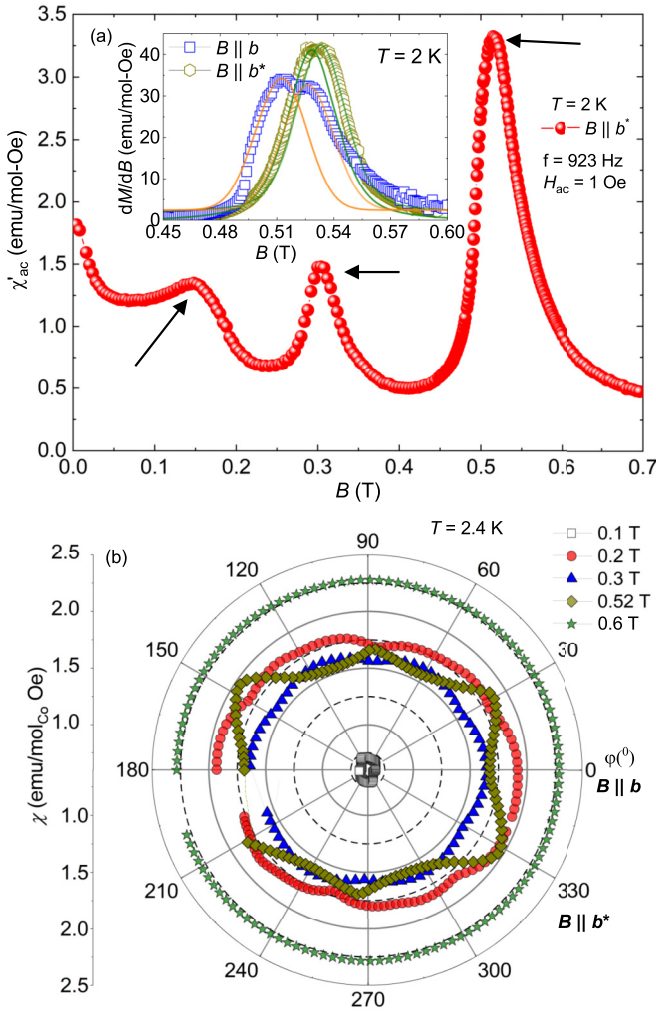 (a)
3.5
3.0
2.5
2.0
1.5
1.0
0.5
0.0
χ'ac (emu/mol-Oe)
0.0 0.1 0.2 0.3 0.4 0.5 0.6 0.7
B (T)
B || b
B || b*
T = 2 K
40
30
20
10
0
dM/dB (emu/mol-Oe)
0.45 0.48 0.51 0.54 0.57 0.60
B (T)
T = 2 K
B || b*
f = 923 Hz
Hac = 1 Oe
(b)
T = 2.4 K
0.1 T
0.2 T
0.3 T
0.52 T
0.6 T
2.5
2.0
1.5
1.0
1.0
1.5
2.0
2.5
χ (emu/molCo Oe)
90
120 60
150 30
180 0
φ(⁰)
B || b
210 330
B || b*
240 300
270